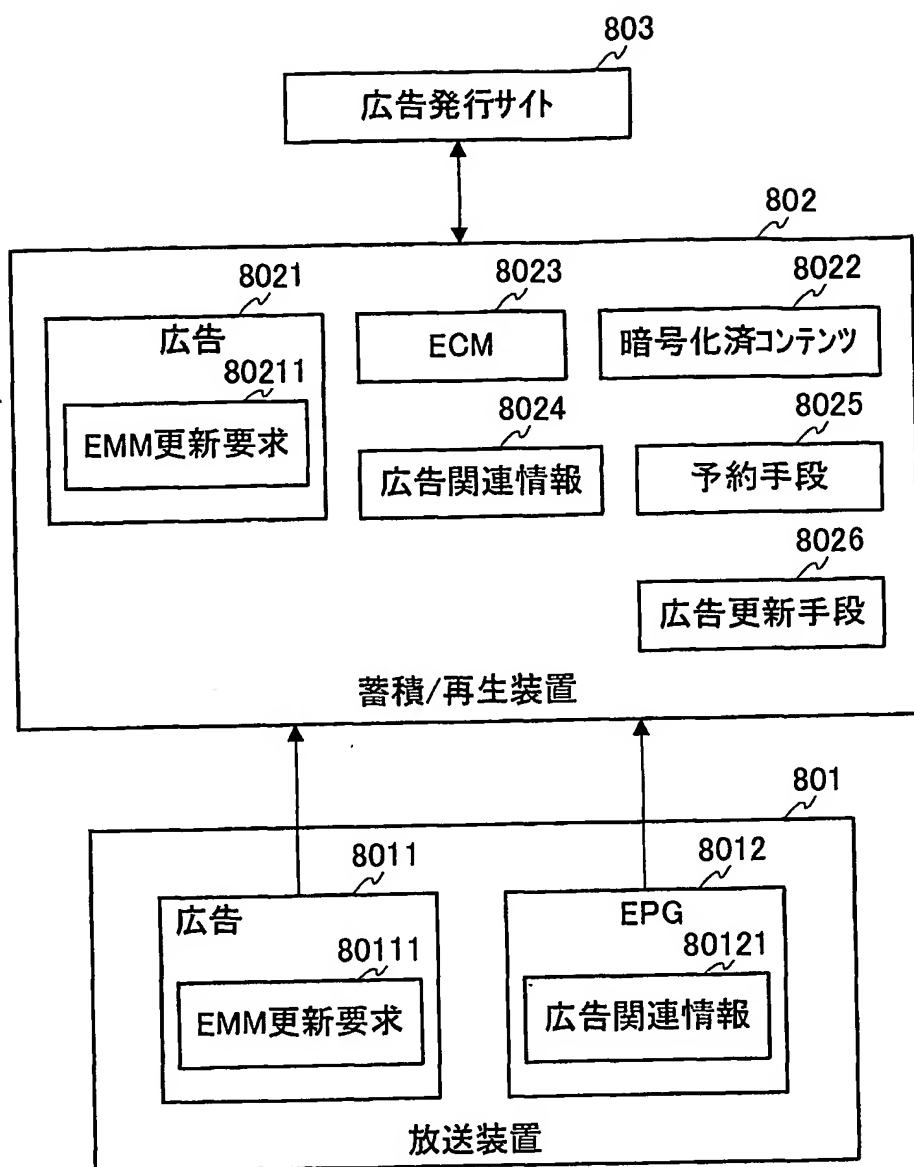 803
広告発行サイト
802
8021
8023
8022
広告
ECM
暗号化済コンテンツ
80211
8024
8025
EMM更新要求
広告関連情報
予約手段
8026
広告更新手段
蓄積/再生装置
801
8011
8012
広告
EPG
80111
80121
EMM更新要求
広告関連情報
放送装置